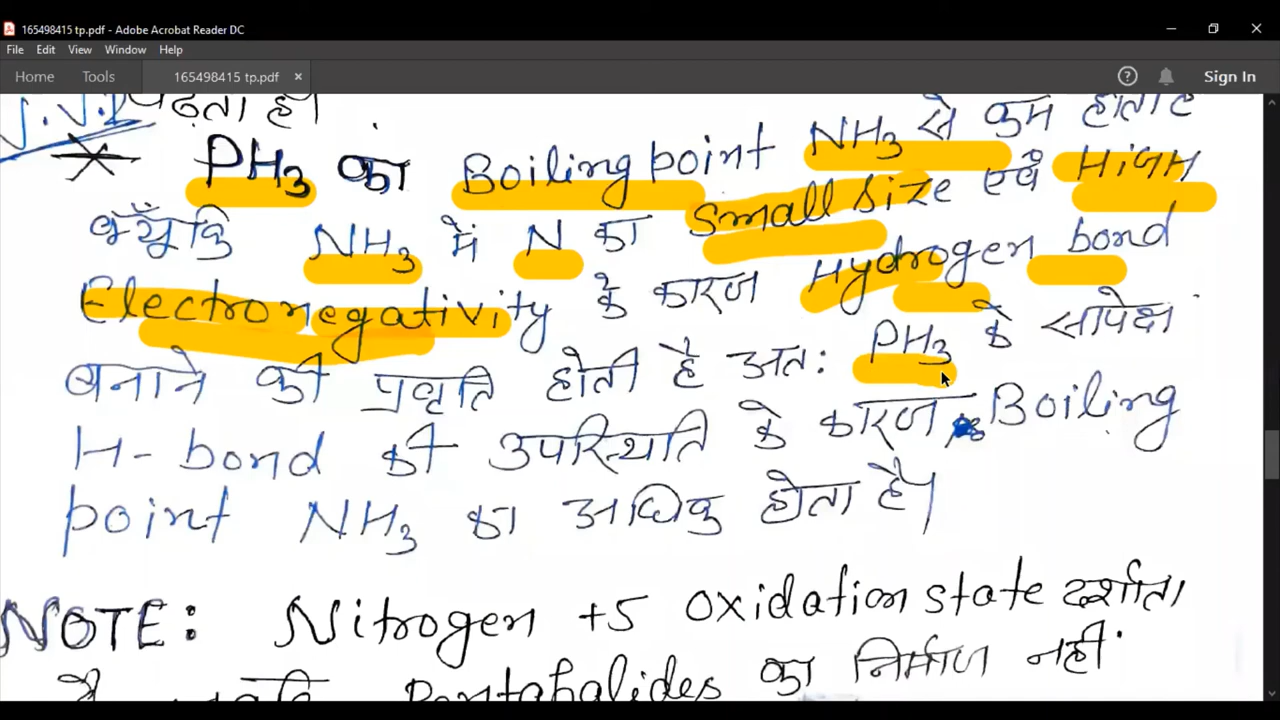 165498415 tp.pdf - Adobe Acrobat Reader DC
File Edit View Window Help
Home Tools 165498415 tp.pdf × Sign In
V.V.I पढ़ता है।
* PH3 का Boiling point NH3 से कम होता है
क्यूँकि NH3 में N का Small size एवं HiGH
Electronegativity के कारण Hydrogen bond
बनाने की प्रवृति होती है अतः PH3 के सापेक्ष
H-bond की उपस्थिति के कारण Boiling
point NH3 का अधिक होता है।
NOTE: Nitrogen +5 oxidation state दर्शाता
है Pentahalides का निर्माण नहीं